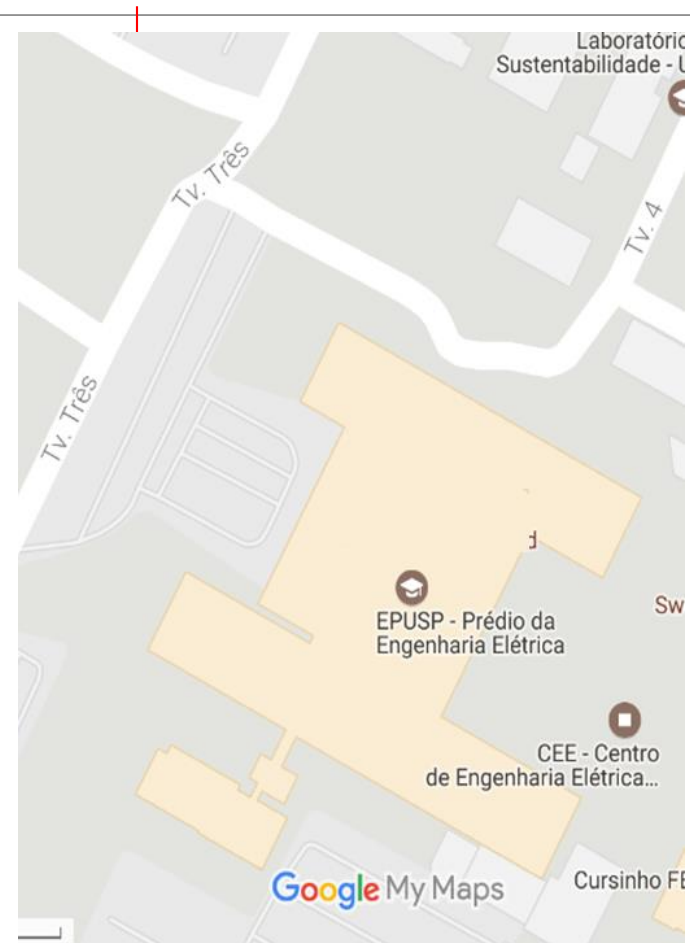 Laboratóric
Sustentabilidade - U
Tv. Três
Tv. 4
Tv. Três
d
EPUSP - Prédio da
Engenharia Elétrica
Sw
CEE - Centro
de Engenharia Elétrica...
Cursinho FE
Google My Maps